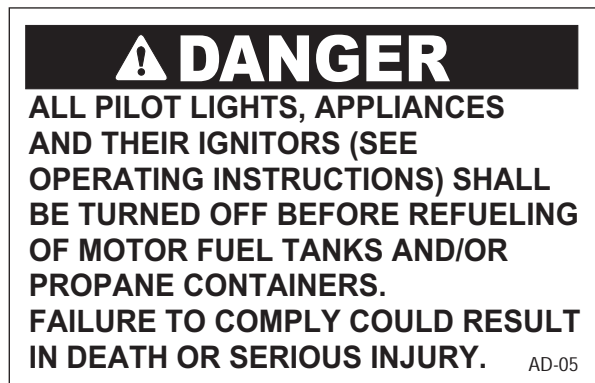 DANGER
ALL PILOT LIGHTS, APPLIANCES
AND THEIR IGNITORS (SEE
OPERATING INSTRUCTIONS) SHALL
BE TURNED OFF BEFORE REFUELING
OF MOTOR FUEL TANKS AND/OR
PROPANE CONTAINERS.
FAILURE TO COMPLY COULD RESULT
IN DEATH OR SERIOUS INJURY. AD-05